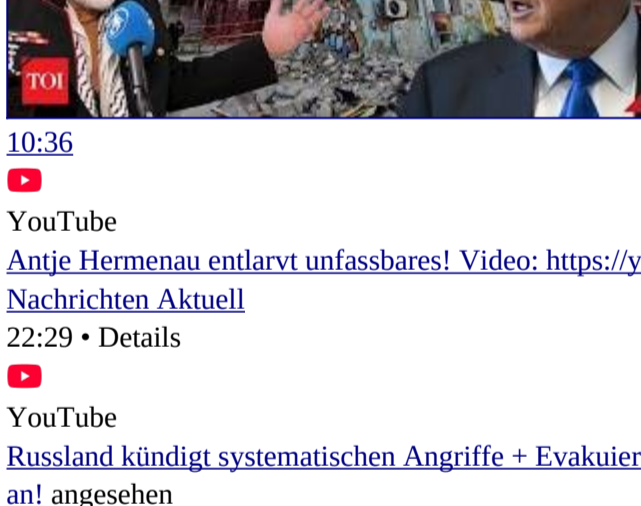 TOI
10:36
YouTube
Antje Hermenau entlarvt unfassbares! Video: https://y
Nachrichten Aktuell
22:29 • Details
YouTube
Russland kündigt systematischen Angriffe + Evakuier
an! angesehen